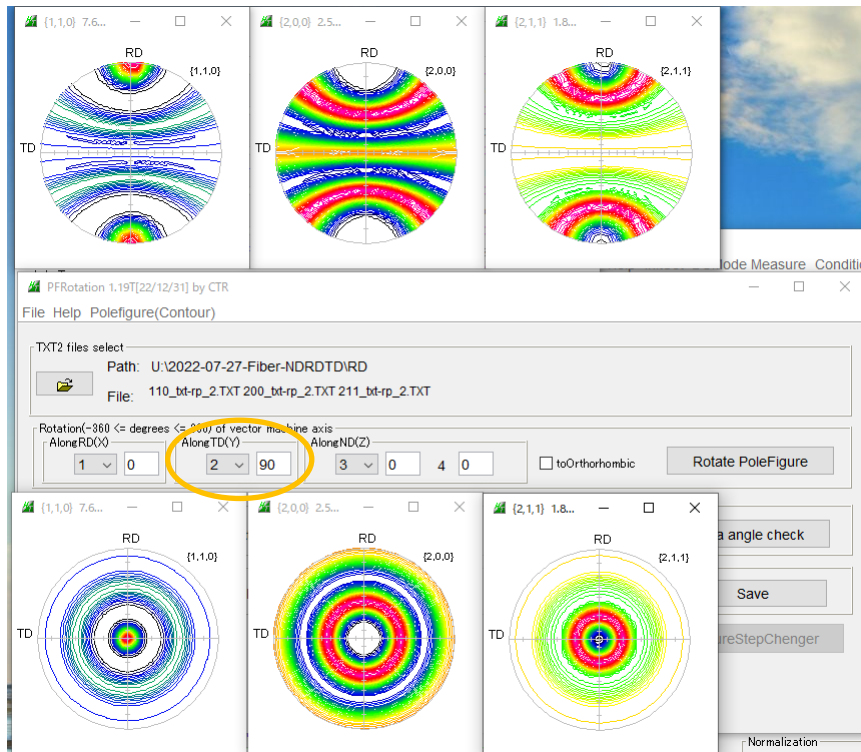 {1,1,0} 7.6...
{2,0,0} 2.5...
{2,1,1} 1.8...
RD
{1,1,0}
TD
RD
{2,0,0}
TD
RD
{2,1,1}
TD
Mode Measure Conditi
PFRotation 1.19T[22/12/31] by CTR
File Help Polefigure(Contour)
TXT2 files select
Path: U:\2022-07-27-Fiber-NDRDTD\RD
File: 110_txt-rp_2.TXT 200_txt-rp_2.TXT 211_txt-rp_2.TXT
Rotation(-360 <= degrees <= 360) of vector machine axis
AlongRD(X) AlongTD(Y) AlongND(Z)
1 0 2 90 3 0 4 0 toOrthorhombic Rotate PoleFigure
{1,1,0} 7.6...
{2,0,0} 2.5...
{2,1,1} 1.8...
RD
{1,1,0}
TD
RD
{2,0,0}
TD
RD
{2,1,1}
TD
a angle check
Save
ureStepChenger
Normalization